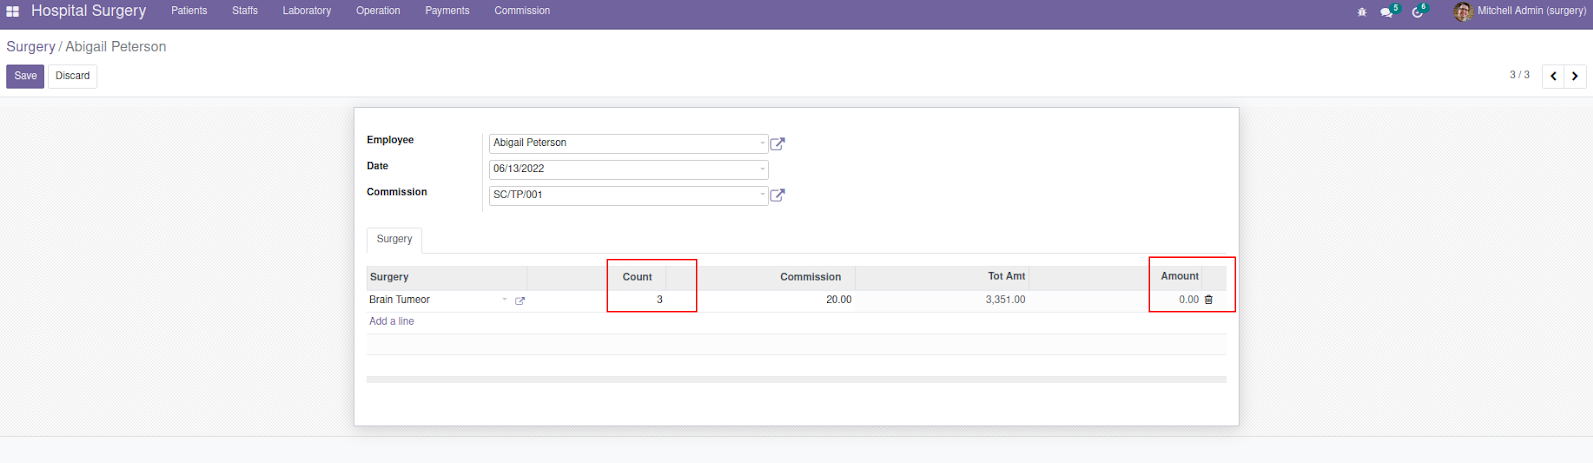 Hospital Surgery Patients Staffs Laboratory Operation Payments Commission 5 6 Mitchell Admin (surgery)
Surgery / Abigail Peterson
Save Discard 3 / 3
Employee Abigail Peterson
Date 06/13/2022
Commission SC/TP/001
Surgery
Surgery Count Commission Tot Amt Amount
Brain Tumeor 3 20.00 3,351.00 0.00
Add a line